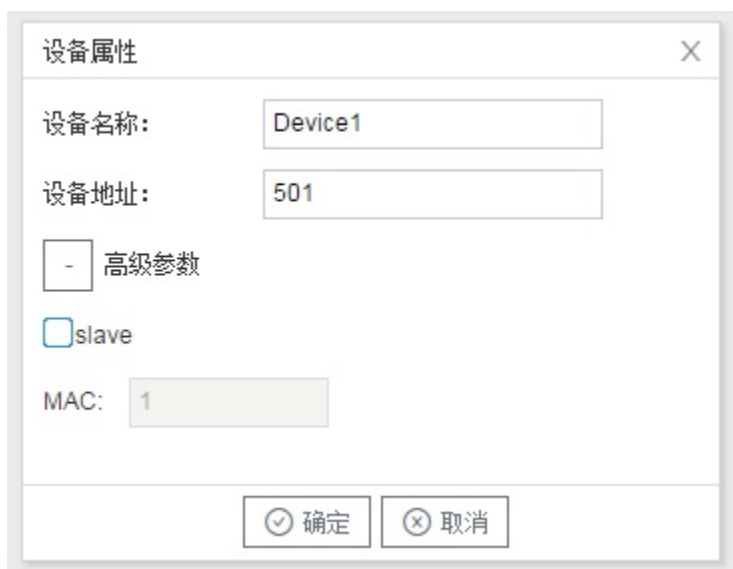 设备属性
设备名称： Device1
设备地址： 501
- 高级参数
slave
MAC: 1
确定 取消